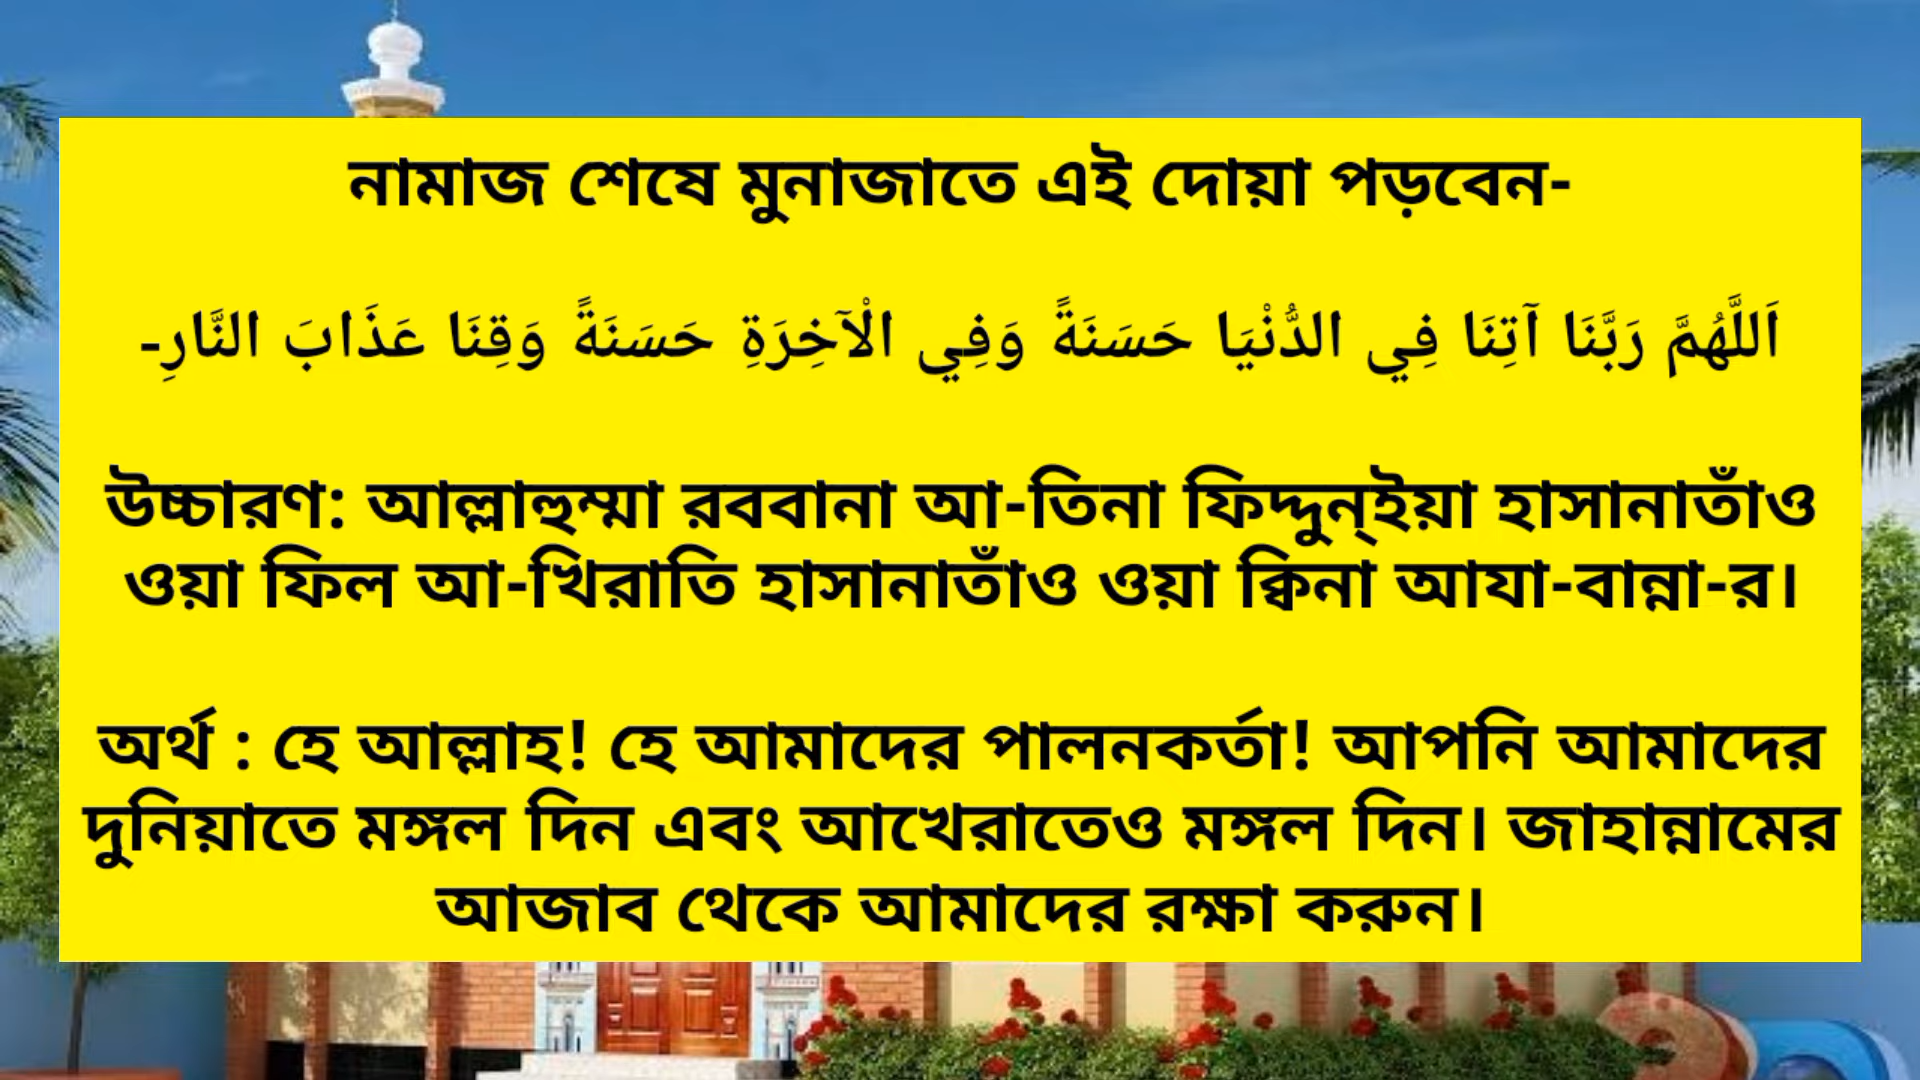 নামাজ শেষে মুনাজাতে এই দোয়া পড়বেন-
اَللَّهُمَّ رَبَّنَا آتِنَا فِي الدُّنْيَا حَسَنَةً وَفِي الْآخِرَةِ حَسَنَةً وَقِنَا عَذَابَ النَّارِ-
উচ্চারণ: আল্লাহুম্মা রববানা আ-তিনা ফিদ্দুন্ইয়া হাসানাতাঁও
ওয়া ফিল আ-খিরাতি হাসানাতাঁও ওয়া ক্বিনা আযা-বান্না-র।
অর্থ : হে আল্লাহ! হে আমাদের পালনকর্তা! আপনি আমাদের
দুনিয়াতে মঙ্গল দিন এবং আখেরাতেও মঙ্গল দিন। জাহান্নামের
আজাব থেকে আমাদের রক্ষা করুন।